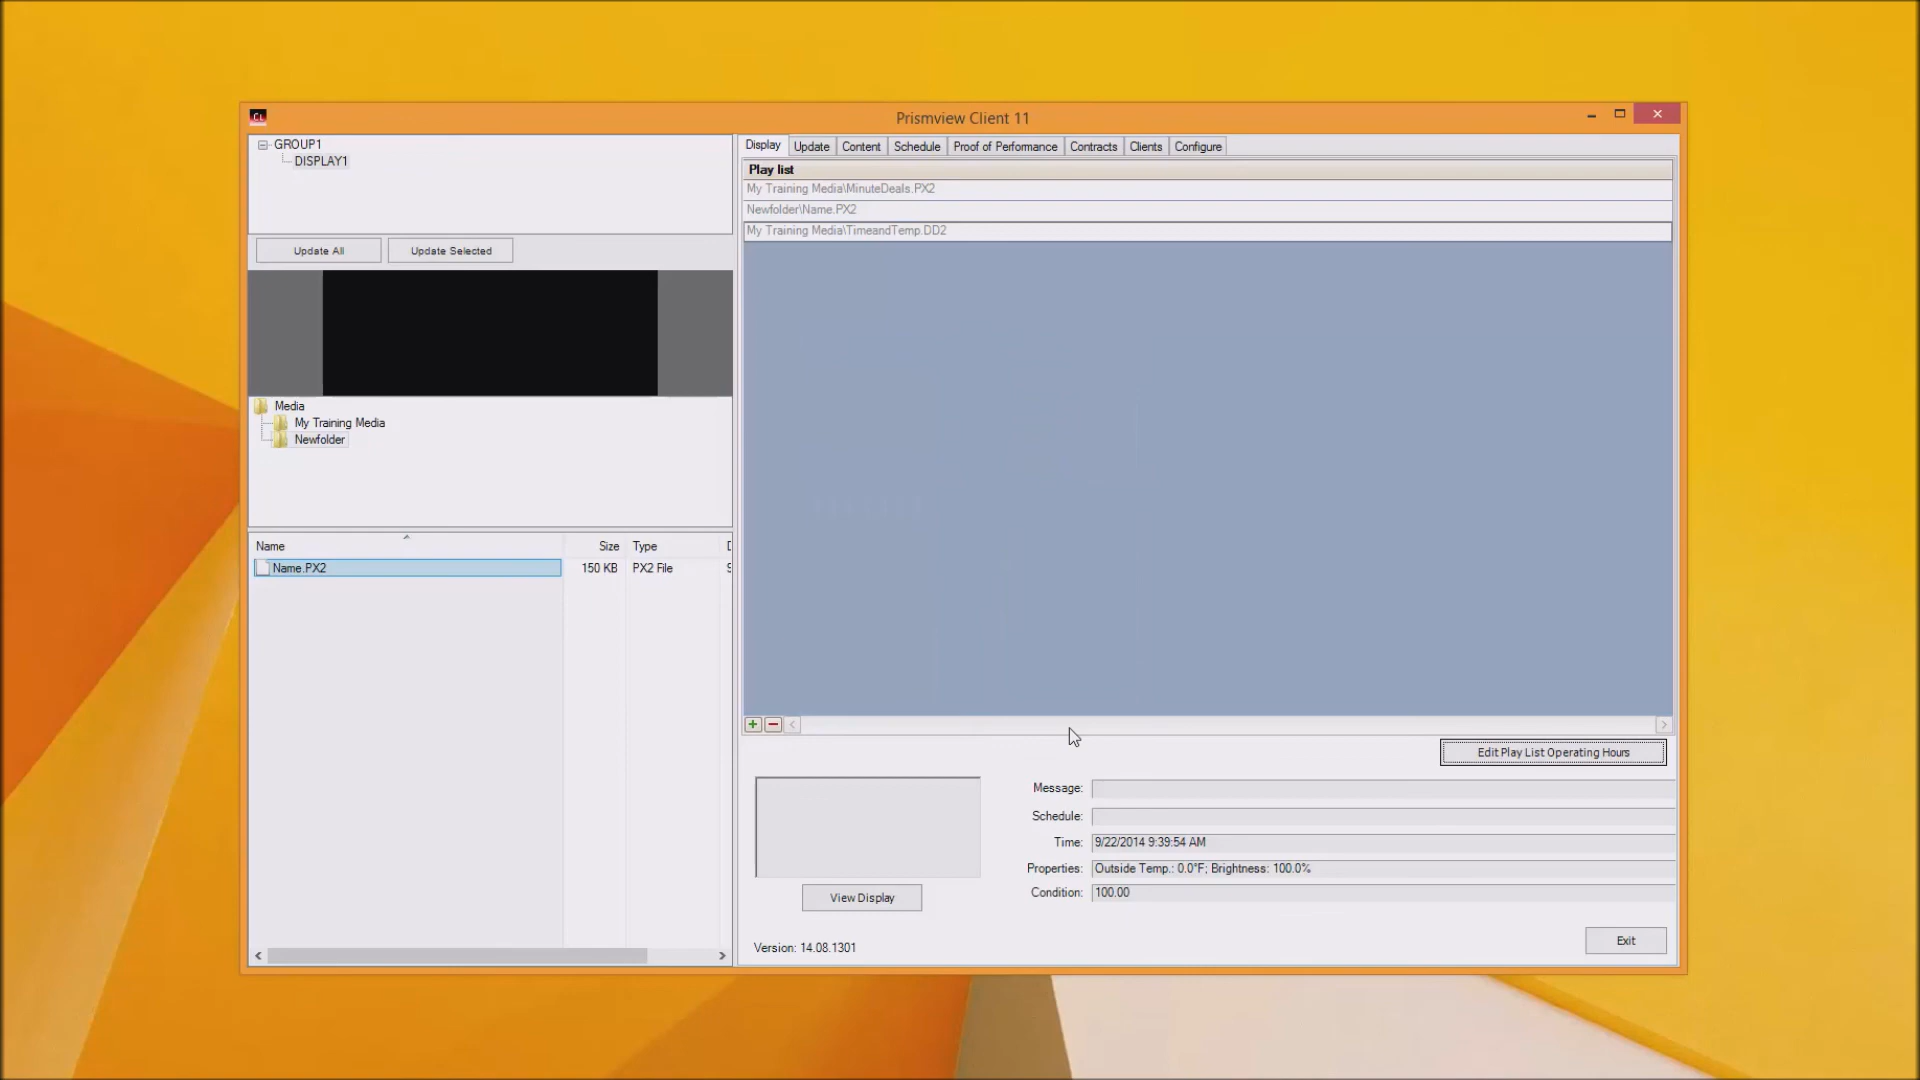 CL
Prismview Client 11
GROUP1
DISPLAY1
Update All
Update Selected
Media
My Training Media
Newfolder
Name
Size
Type
Name.PX2
150 KB
PX2 File
Display
Update
Content
Schedule
Proof of Performance
Contracts
Clients
Configure
Play list
My Training Media\MinuteDeals.PX2
Newfolder\Name.PX2
My Training Media\TimeandTemp.DD2
Edit Play List Operating Hours
Message:
Schedule:
Time: 9/22/2014 9:39:54 AM
Properties: Outside Temp.: 0.0°F; Brightness: 100.0%
Condition: 100.00
View Display
Version: 14.08.1301
Exit